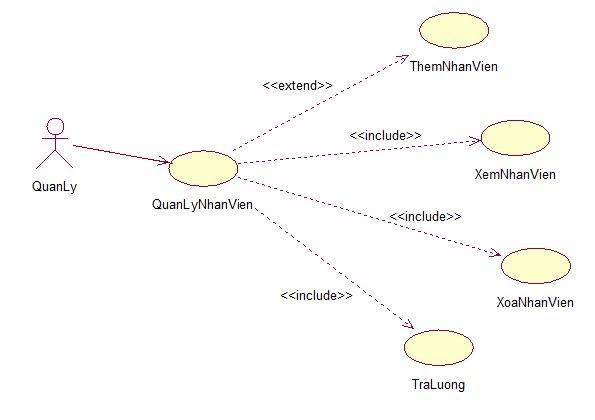 ThemNhanVien
<<extend>>
<<include>>
XemNhanVien
QuanLy
QuanLyNhanVien
<<include>>
<<include>>
XoaNhanVien
TraLuong